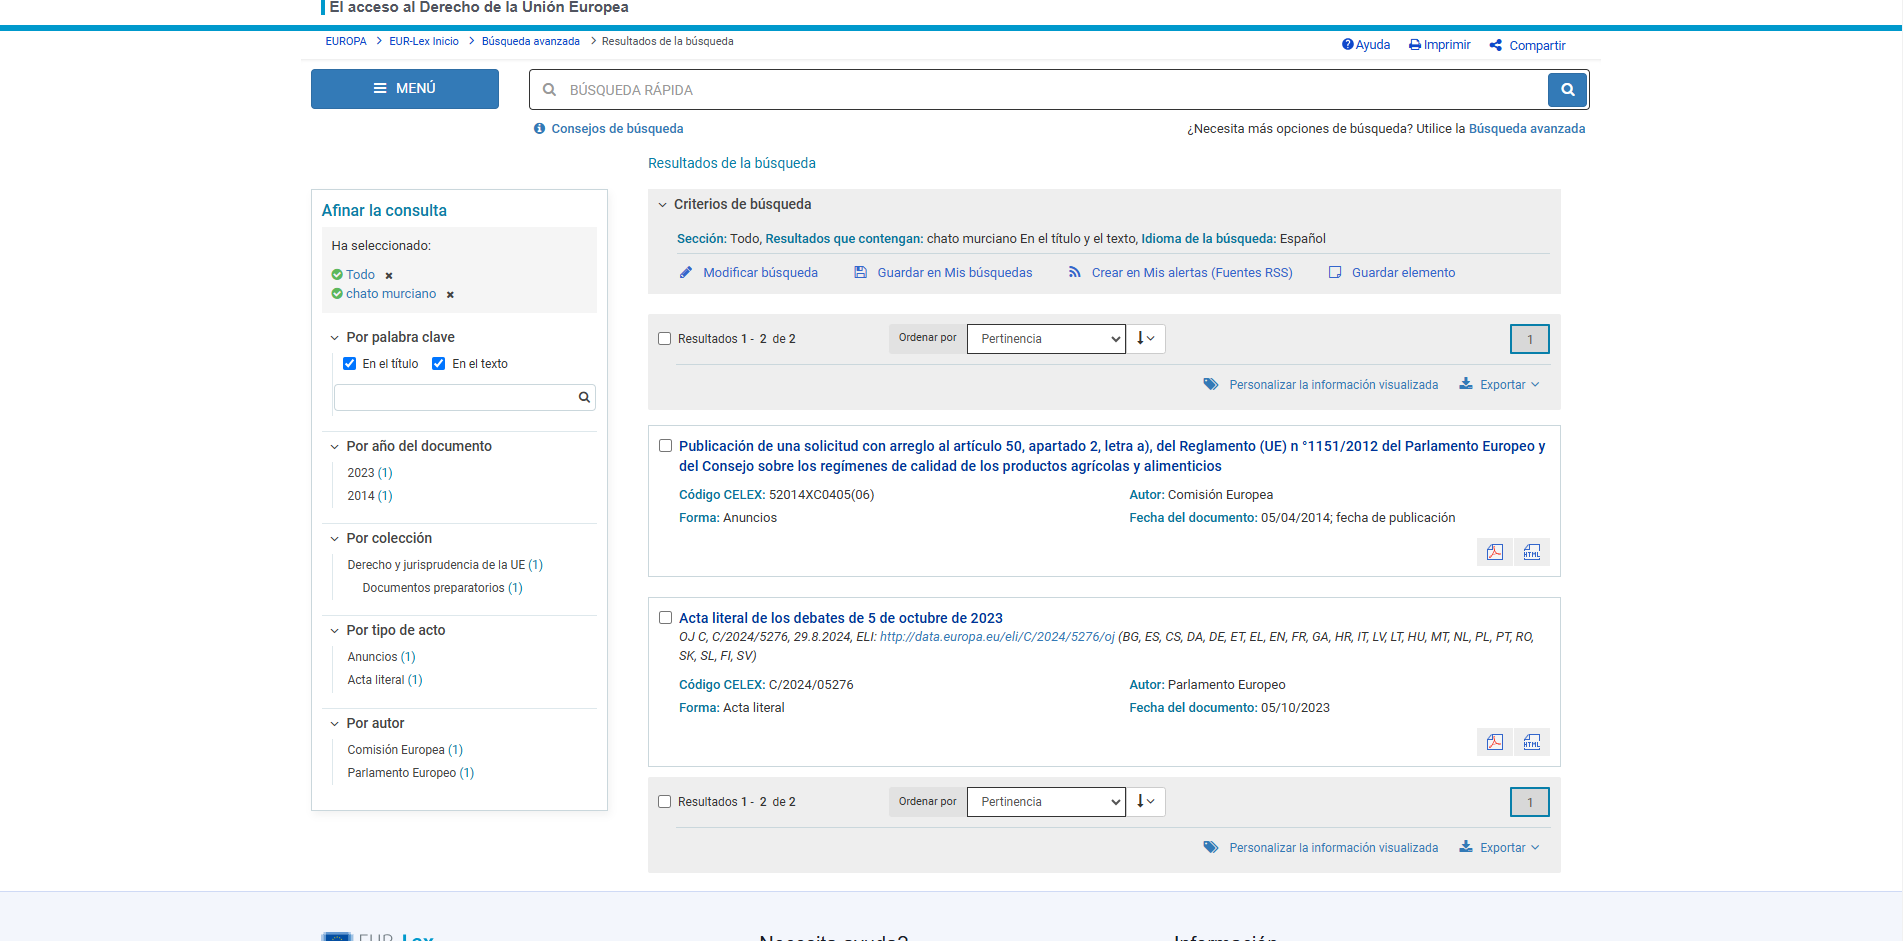 El acceso al Derecho de la Unión Europea
EUROPA > EUR-Lex Inicio > Búsqueda avanzada > Resultados de la búsqueda
Ayuda Imprimir Compartir
MENÚ
BÚSQUEDA RÁPIDA
Consejos de búsqueda
¿Necesita más opciones de búsqueda? Utilice la Búsqueda avanzada
Resultados de la búsqueda
Afinar la consulta
Ha seleccionado:
Todo
chato murciano
Por palabra clave
En el título En el texto
Por año del documento
2023 (1)
2014 (1)
Por colección
Derecho y jurisprudencia de la UE (1)
Documentos preparatorios (1)
Por tipo de acto
Anuncios (1)
Acta literal (1)
Por autor
Comisión Europea (1)
Parlamento Europeo (1)
Criterios de búsqueda
Sección: Todo, Resultados que contengan: chato murciano En el título y el texto, Idioma de la búsqueda: Español
Modificar búsqueda Guardar en Mis búsquedas Crear en Mis alertas (Fuentes RSS) Guardar elemento
Resultados 1 - 2 de 2 Ordenar por Pertinencia 1
Personalizar la información visualizada Exportar
Publicación de una solicitud con arreglo al artículo 50, apartado 2, letra a), del Reglamento (UE) n °1151/2012 del Parlamento Europeo y
del Consejo sobre los regímenes de calidad de los productos agrícolas y alimenticios
Código CELEX: 52014XC0405(06) Autor: Comisión Europea
Forma: Anuncios Fecha del documento: 05/04/2014; fecha de publicación
HTML
Acta literal de los debates de 5 de octubre de 2023
OJ C, C/2024/5276, 29.8.2024, ELI: http://data.europa.eu/eli/C/2024/5276/oj (BG, ES, CS, DA, DE, ET, EL, EN, FR, GA, HR, IT, LV, LT, HU, MT, NL, PL, PT, RO,
SK, SL, FI, SV)
Código CELEX: C/2024/05276 Autor: Parlamento Europeo
Forma: Acta literal Fecha del documento: 05/10/2023
HTML
Resultados 1 - 2 de 2 Ordenar por Pertinencia 1
Personalizar la información visualizada Exportar
EUR-Lex Necesita ayuda? Información